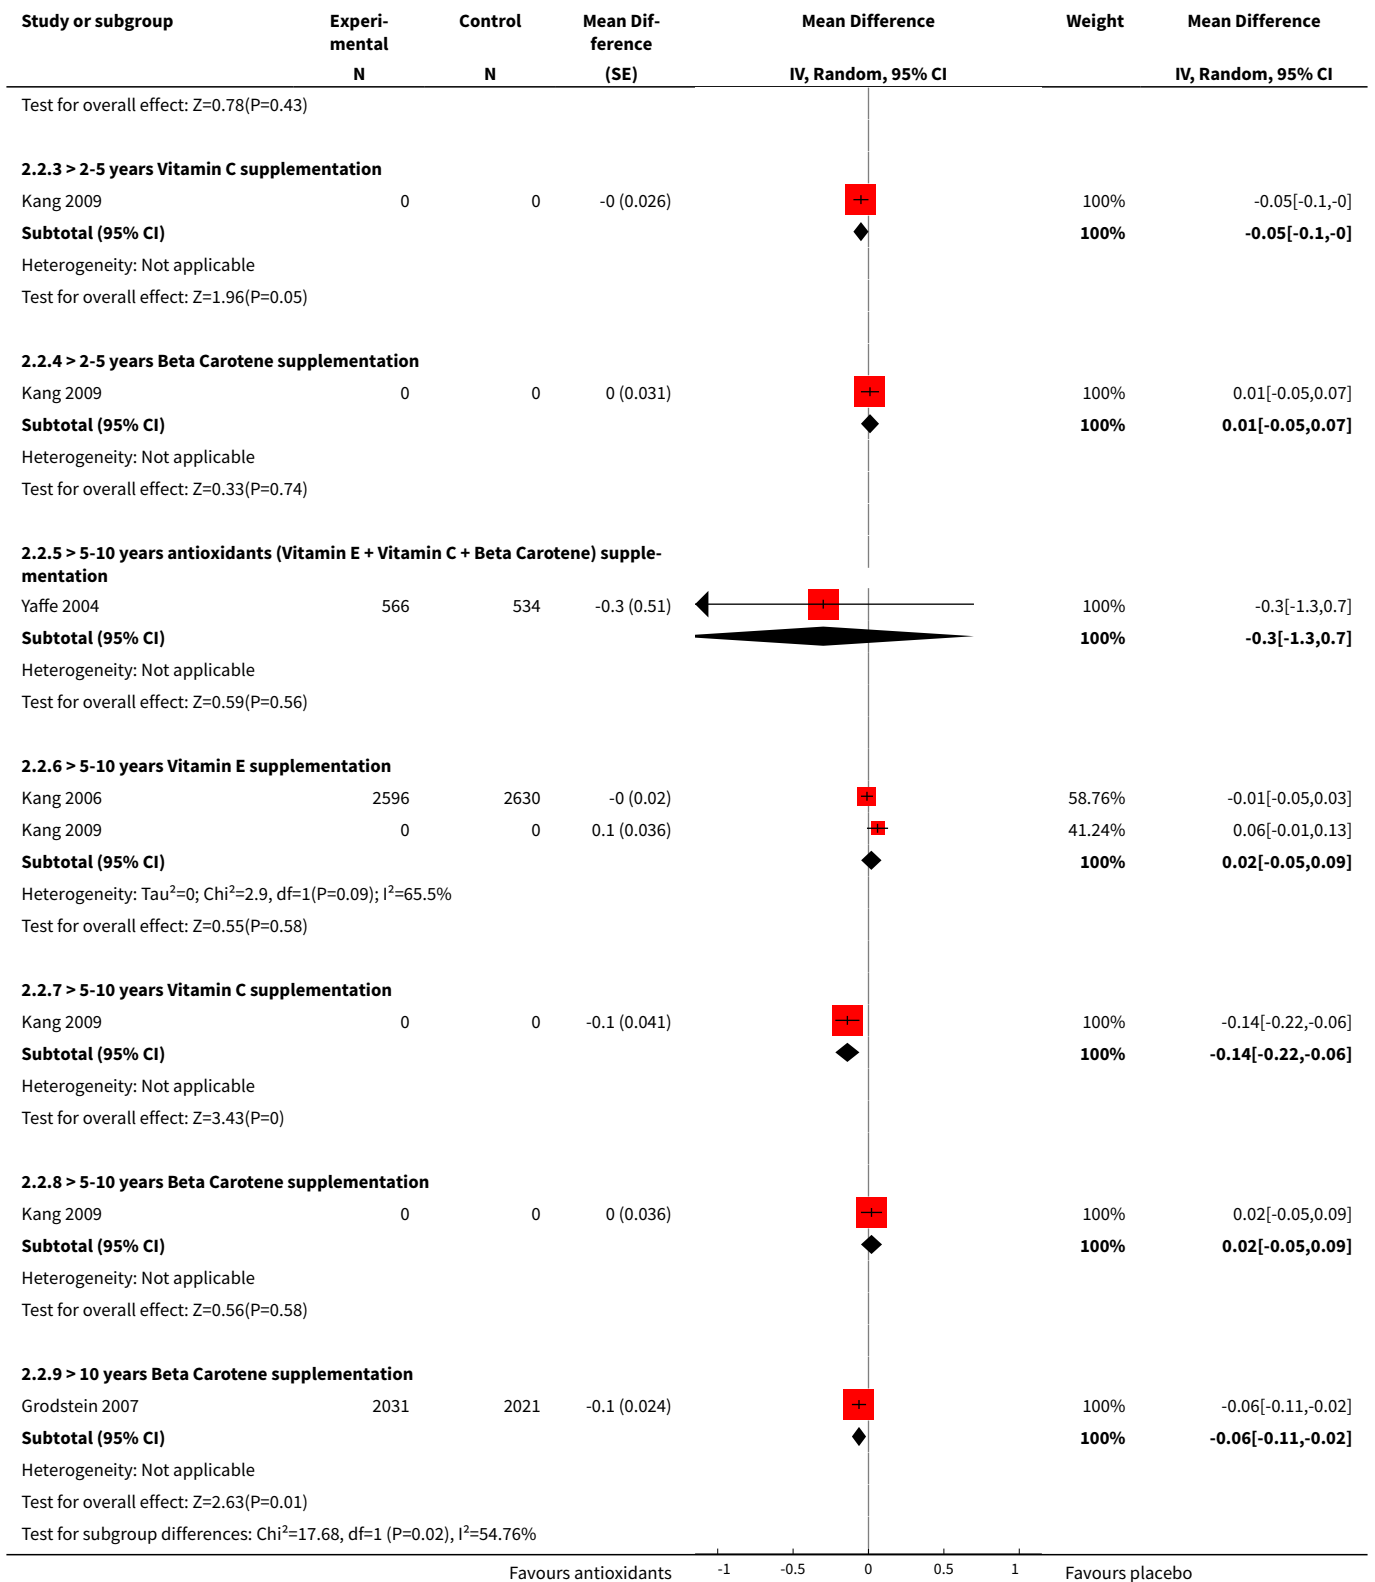 Study or subgroup Experi- Control Mean Dif- Mean Difference Weight Mean Difference
mental ference
N N (SE) IV, Random, 95% CI IV, Random, 95% CI
Test for overall effect: Z=0.78(P=0.43)
2.2.3 > 2-5 years Vitamin C supplementation
Kang 2009 0 0 -0 (0.026) 100% -0.05[-0.1,-0]
Subtotal (95% CI) 100% -0.05[-0.1,-0]
Heterogeneity: Not applicable
Test for overall effect: Z=1.96(P=0.05)
2.2.4 > 2-5 years Beta Carotene supplementation
Kang 2009 0 0 0 (0.031) 100% 0.01[-0.05,0.07]
Subtotal (95% CI) 100% 0.01[-0.05,0.07]
Heterogeneity: Not applicable
Test for overall effect: Z=0.33(P=0.74)
2.2.5 > 5-10 years antioxidants (Vitamin E + Vitamin C + Beta Carotene) supple-
mentation
Yaffe 2004 566 534 -0.3 (0.51) 100% -0.3[-1.3,0.7]
Subtotal (95% CI) 100% -0.3[-1.3,0.7]
Heterogeneity: Not applicable
Test for overall effect: Z=0.59(P=0.56)
2.2.6 > 5-10 years Vitamin E supplementation
Kang 2006 2596 2630 -0 (0.02) 58.76% -0.01[-0.05,0.03]
Kang 2009 0 0 0.1 (0.036) 41.24% 0.06[-0.01,0.13]
Subtotal (95% CI) 100% 0.02[-0.05,0.09]
Heterogeneity: Tau²=0; Chi²=2.9, df=1(P=0.09); I²=65.5%
Test for overall effect: Z=0.55(P=0.58)
2.2.7 > 5-10 years Vitamin C supplementation
Kang 2009 0 0 -0.1 (0.041) 100% -0.14[-0.22,-0.06]
Subtotal (95% CI) 100% -0.14[-0.22,-0.06]
Heterogeneity: Not applicable
Test for overall effect: Z=3.43(P=0)
2.2.8 > 5-10 years Beta Carotene supplementation
Kang 2009 0 0 0 (0.036) 100% 0.02[-0.05,0.09]
Subtotal (95% CI) 100% 0.02[-0.05,0.09]
Heterogeneity: Not applicable
Test for overall effect: Z=0.56(P=0.58)
2.2.9 > 10 years Beta Carotene supplementation
Grodstein 2007 2031 2021 -0.1 (0.024) 100% -0.06[-0.11,-0.02]
Subtotal (95% CI) 100% -0.06[-0.11,-0.02]
Heterogeneity: Not applicable
Test for overall effect: Z=2.63(P=0.01)
Test for subgroup differences: Chi²=17.68, df=1 (P=0.02), I²=54.76%
Favours antioxidants -1 -0.5 0 0.5 1 Favours placebo